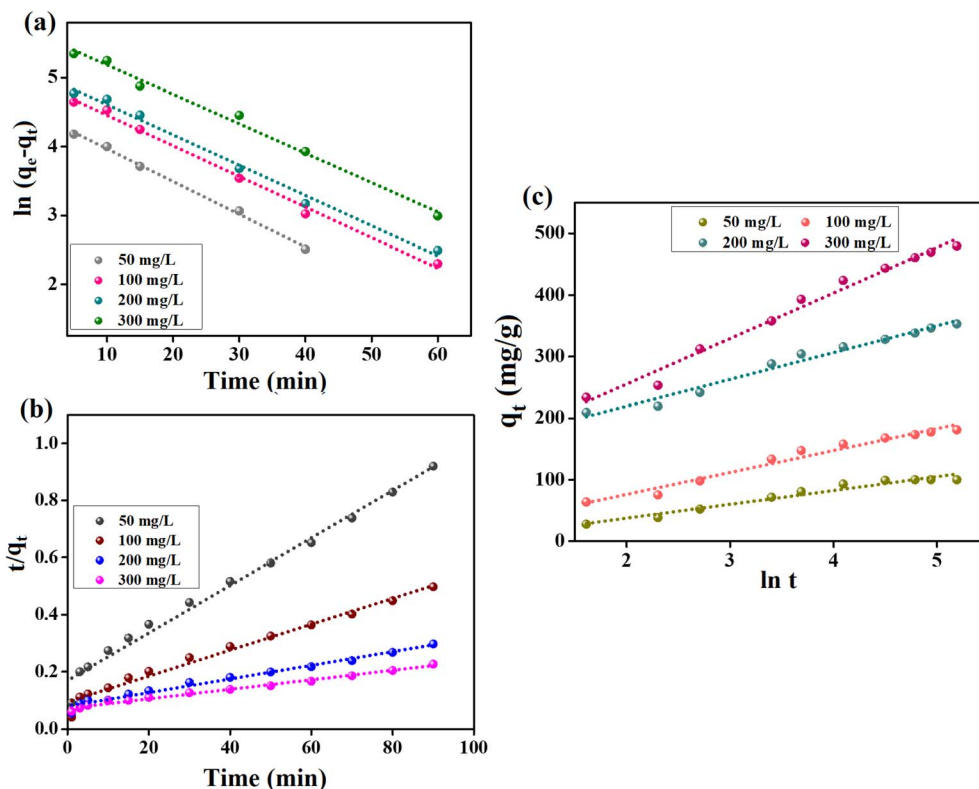 (a)
ln (qe-qt)
5
4
3
2
50 mg/L
100 mg/L
200 mg/L
300 mg/L
10 20 30 40 50 60
Time (min)
(b)
t/qt
1.0
0.8
0.6
0.4
0.2
0.0
50 mg/L
100 mg/L
200 mg/L
300 mg/L
0 20 40 60 80 100
Time (min)
(c)
qt (mg/g)
500
400
300
200
100
0
50 mg/L 100 mg/L
200 mg/L 300 mg/L
2 3 4 5
ln t